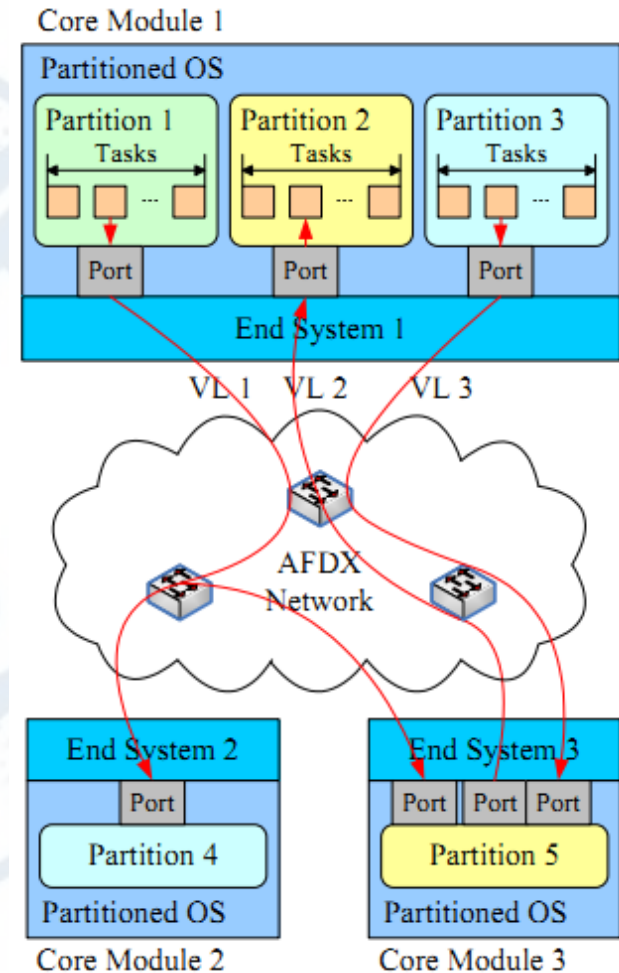 Core Module 1
Partitioned OS
Partition 1 Partition 2 Partition 3
Tasks Tasks Tasks
... ... ...
Port Port Port
End System 1
VL 1 VL 2 VL 3
AFDX
Network
End System 2 End System 3
Port Port Port Port
Partition 4 Partition 5
Partitioned OS Partitioned OS
Core Module 2 Core Module 3